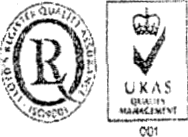 LLOYD'S REGISTER QUALITY ASSURANCE
LR
ISO9001
UKAS
QUALITY
MANAGEMENT
001